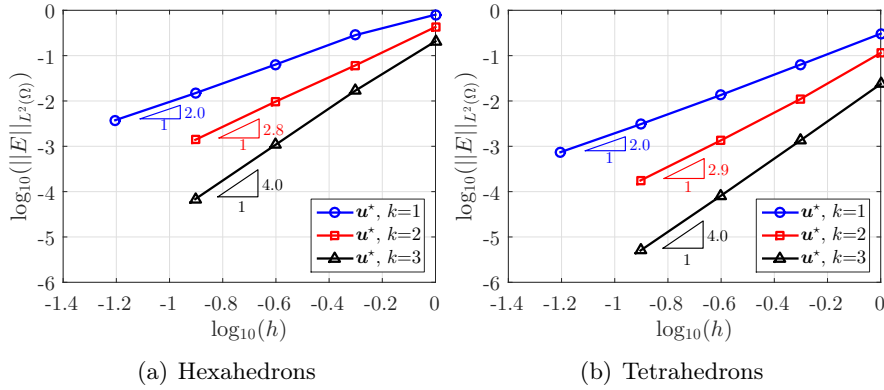 0
-1
-2
-3
-4
-5
-6
-1.4 -1.2 -1 -0.8 -0.6 -0.4 -0.2 0
log₁₀(h)
log₁₀(||E||_{L²(Ω)})
2.0
1
2.8
1
4.0
1
u⋆, k=1
u⋆, k=2
u⋆, k=3
(a) Hexahedrons
0
-1
-2
-3
-4
-5
-6
-1.4 -1.2 -1 -0.8 -0.6 -0.4 -0.2 0
log₁₀(h)
log₁₀(||E||_{L²(Ω)})
2.0
1
2.9
1
4.0
1
u⋆, k=1
u⋆, k=2
u⋆, k=3
(b) Tetrahedrons